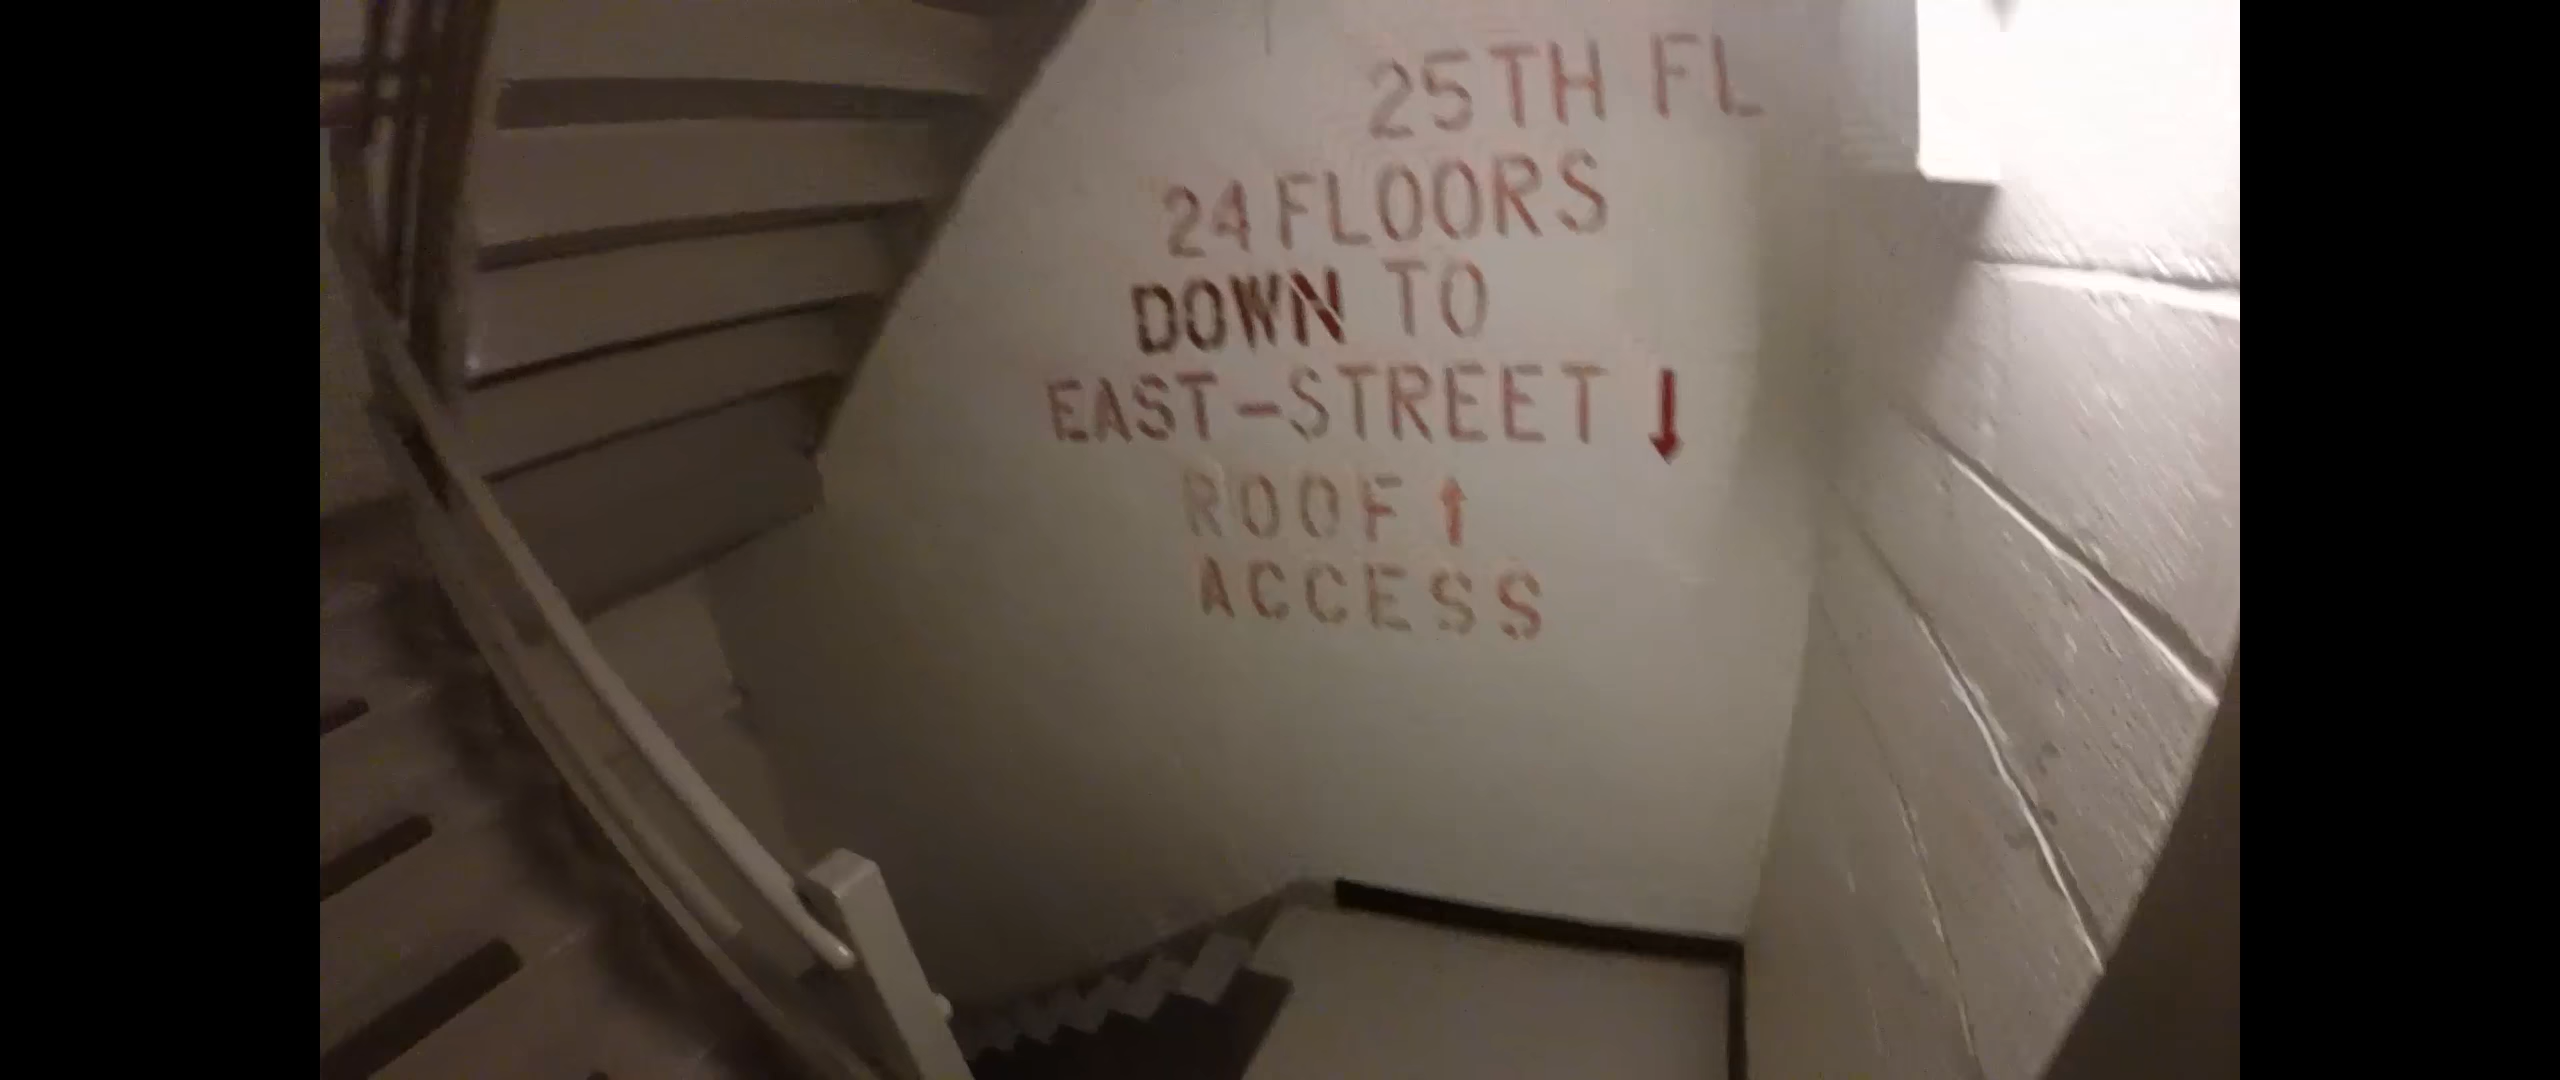 25TH FL
24 FLOORS
DOWN TO
EAST-STREET ↓
ROOF ↑
ACCESS